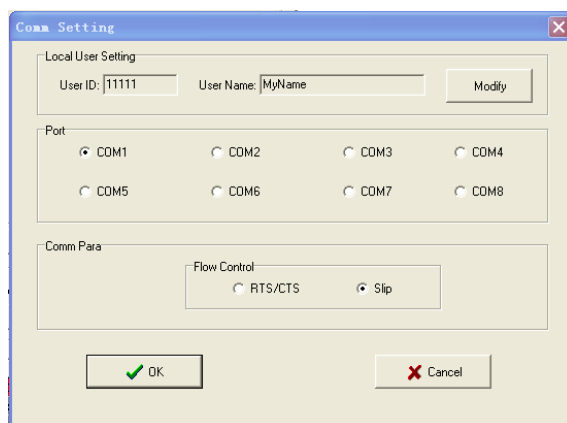 Comm Setting
Local User Setting
User ID: 11111 User Name: MyName Modify
Port
COM1 COM2 COM3 COM4
COM5 COM6 COM7 COM8
Comm Para
Flow Control
RTS/CTS Slip
OK Cancel